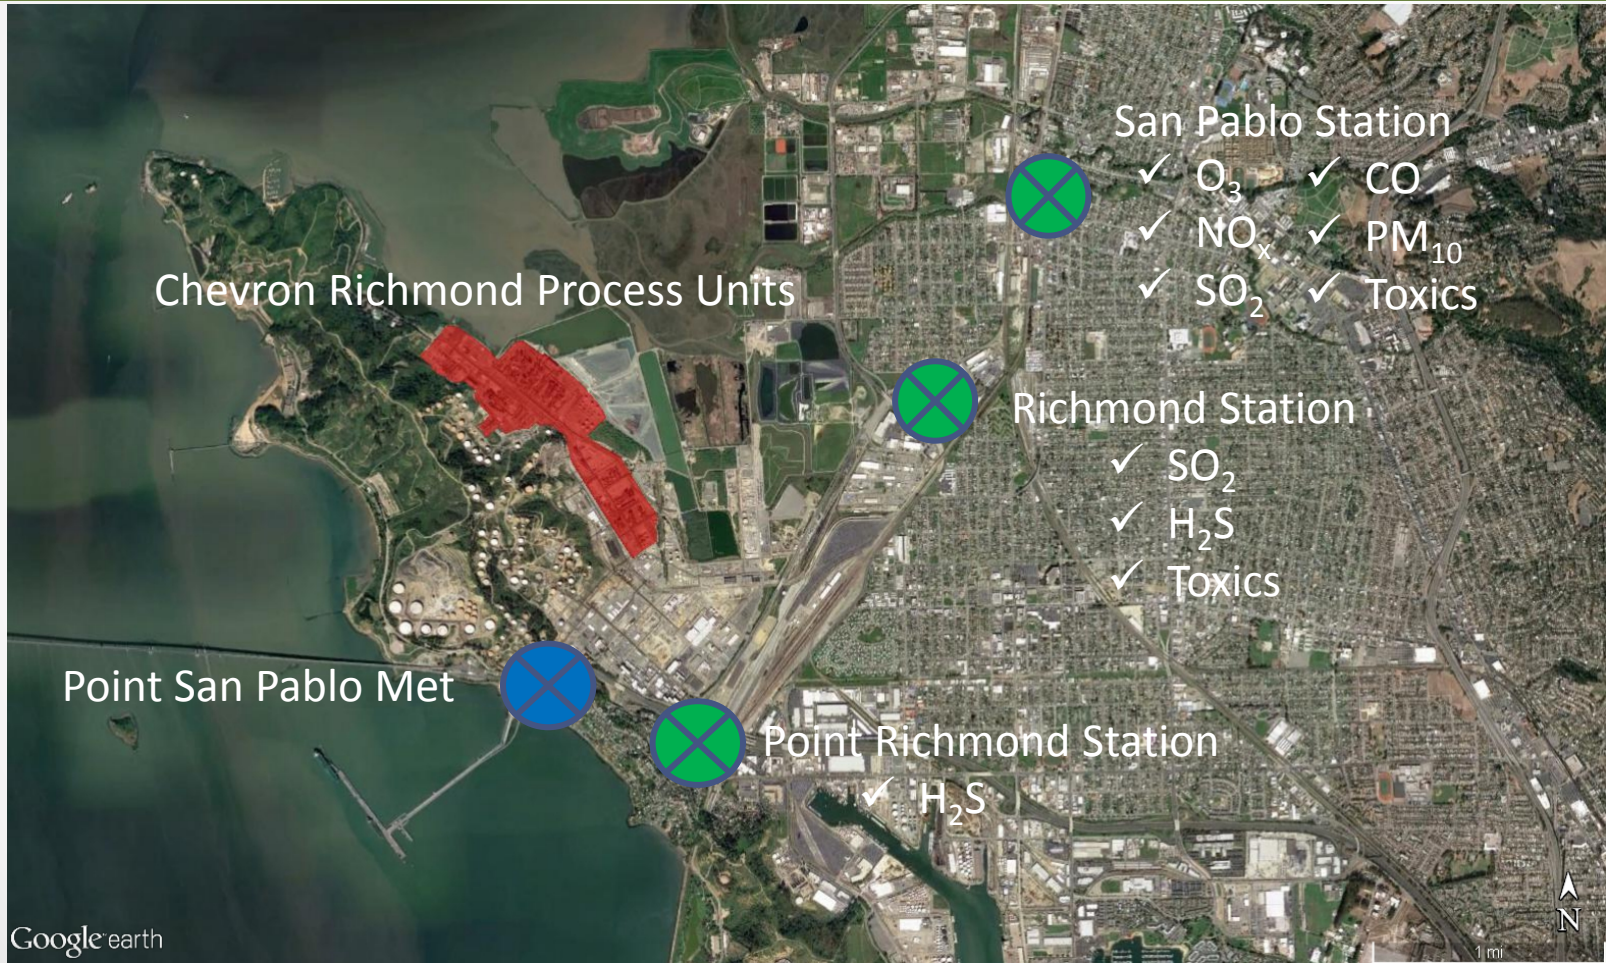 San Pablo Station
✓ O₃ ✓ CO
✓ NOₓ ✓ PM₁₀
✓ SO₂ ✓ Toxics
Chevron Richmond Process Units
Richmond Station
✓ SO₂
✓ H₂S
✓ Toxics
Point San Pablo Met
Point Richmond Station
✓ H₂S
N
Google earth
1 mi